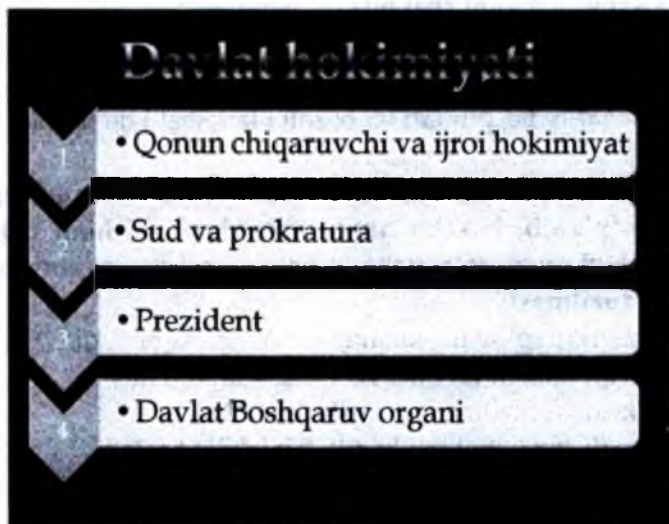 Davlat hokimiyati
1
• Qonun chiqaruvchi va ijroi hokimiyat
2
• Sud va prokratura
3
• Prezident
4
• Davlat Boshqaruv organi